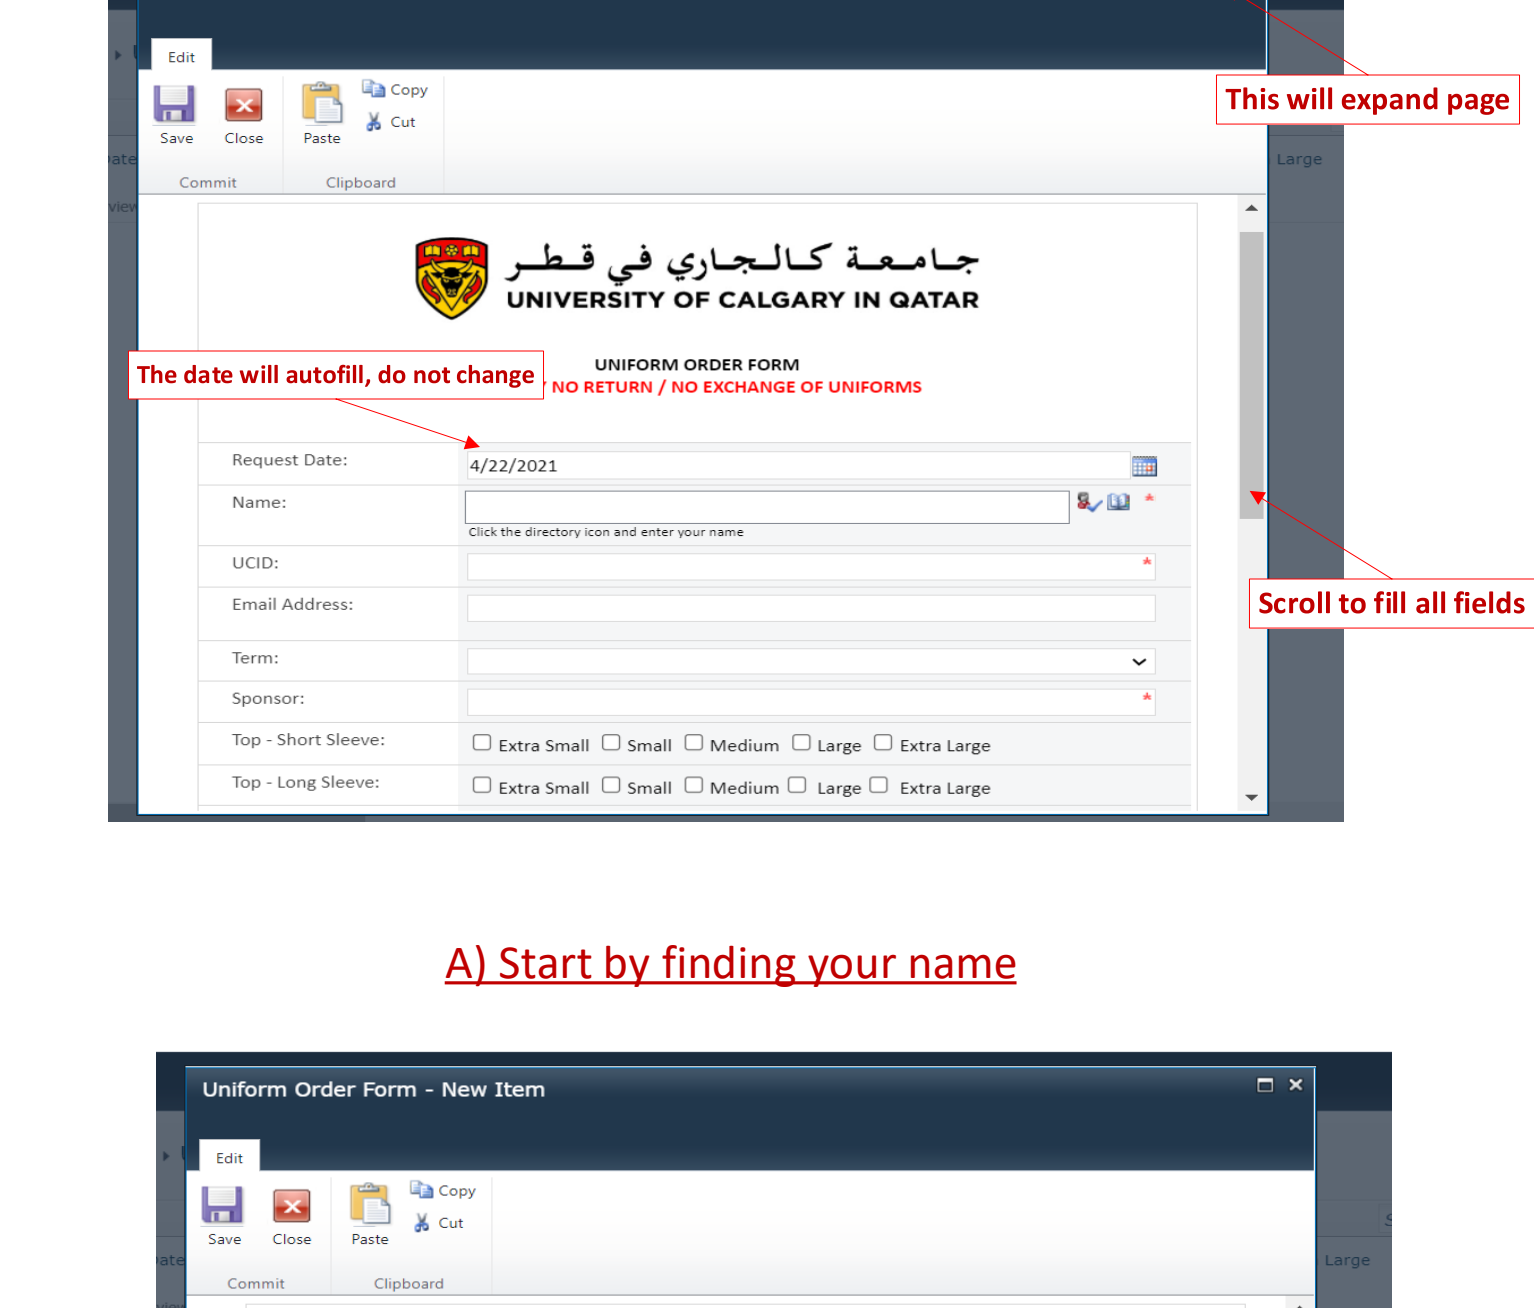 This will expand page
Edit
Save
Close
Paste
Copy
Cut
Commit
Clipboard
Large
جامعة كالجاري في قطر
UNIVERSITY OF CALGARY IN QATAR
The date will autofill, do not change
UNIFORM ORDER FORM
NO RETURN / NO EXCHANGE OF UNIFORMS
Request Date:
4/22/2021
Name:
*
Click the directory icon and enter your name
UCID:
*
Email Address:
Scroll to fill all fields
Term:
Sponsor:
*
Top - Short Sleeve:
Extra Small Small Medium Large Extra Large
Top - Long Sleeve:
Extra Small Small Medium Large Extra Large
A) Start by finding your name
Uniform Order Form - New Item
Edit
Save
Close
Paste
Copy
Cut
Commit
Clipboard
Large